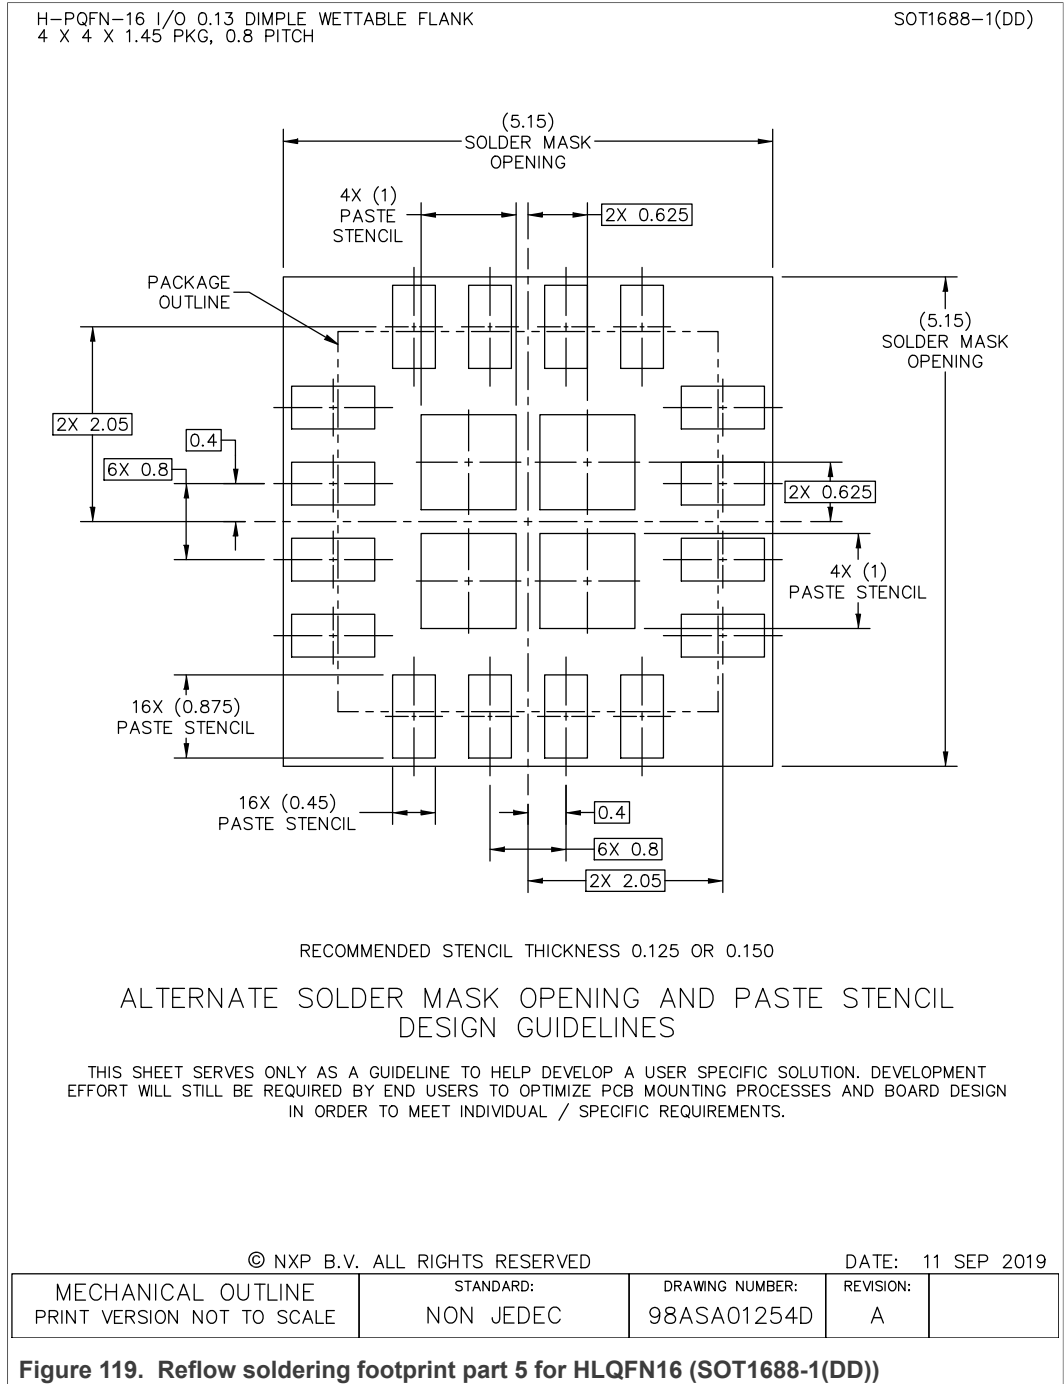 H-PQFN-16 I/O 0.13 DIMPLE WETTABLE FLANK
4 X 4 X 1.45 PKG, 0.8 PITCH
SOT1688-1(DD)
(5.15)
SOLDER MASK
OPENING
4X (1)
PASTE
STENCIL
2X 0.625
PACKAGE
OUTLINE
(5.15)
SOLDER MASK
OPENING
2X 2.05
0.4
6X 0.8
2X 0.625
4X (1)
PASTE STENCIL
16X (0.875)
PASTE STENCIL
16X (0.45)
PASTE STENCIL
0.4
6X 0.8
2X 2.05
RECOMMENDED STENCIL THICKNESS 0.125 OR 0.150
ALTERNATE SOLDER MASK OPENING AND PASTE STENCIL
DESIGN GUIDELINES
THIS SHEET SERVES ONLY AS A GUIDELINE TO HELP DEVELOP A USER SPECIFIC SOLUTION. DEVELOPMENT
EFFORT WILL STILL BE REQUIRED BY END USERS TO OPTIMIZE PCB MOUNTING PROCESSES AND BOARD DESIGN
IN ORDER TO MEET INDIVIDUAL / SPECIFIC REQUIREMENTS.
© NXP B.V. ALL RIGHTS RESERVED
DATE: 11 SEP 2019
MECHANICAL OUTLINE
PRINT VERSION NOT TO SCALE
STANDARD:
NON JEDEC
DRAWING NUMBER:
98ASA01254D
REVISION:
A
Figure 119. Reflow soldering footprint part 5 for HLQFN16 (SOT1688-1(DD))